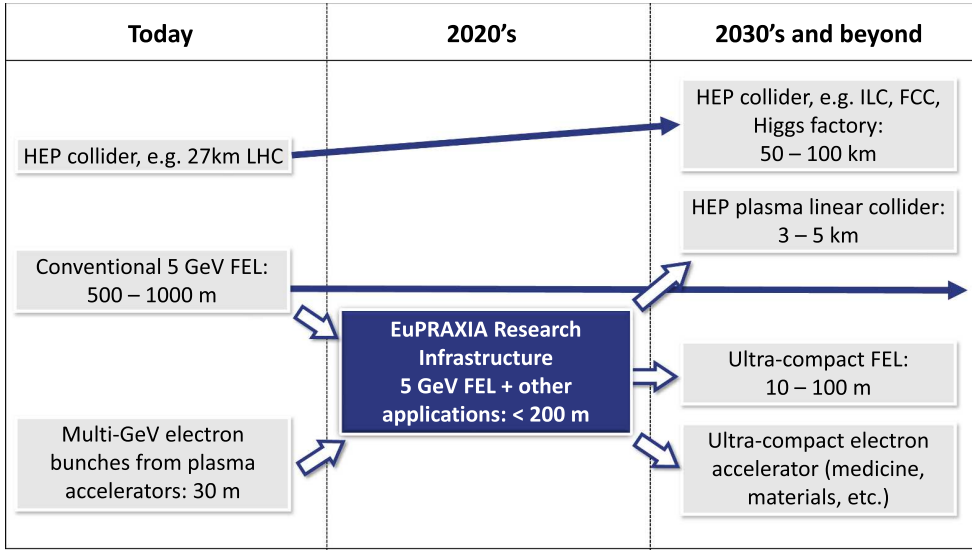 Today
2020's
2030's and beyond
HEP collider, e.g. 27km LHC
HEP collider, e.g. ILC, FCC,
Higgs factory:
50 – 100 km
HEP plasma linear collider:
3 – 5 km
Conventional 5 GeV FEL:
500 – 1000 m
EuPRAXIA Research
Infrastructure
5 GeV FEL + other
applications: < 200 m
Ultra-compact FEL:
10 – 100 m
Multi-GeV electron
bunches from plasma
accelerators: 30 m
Ultra-compact electron
accelerator (medicine,
materials, etc.)